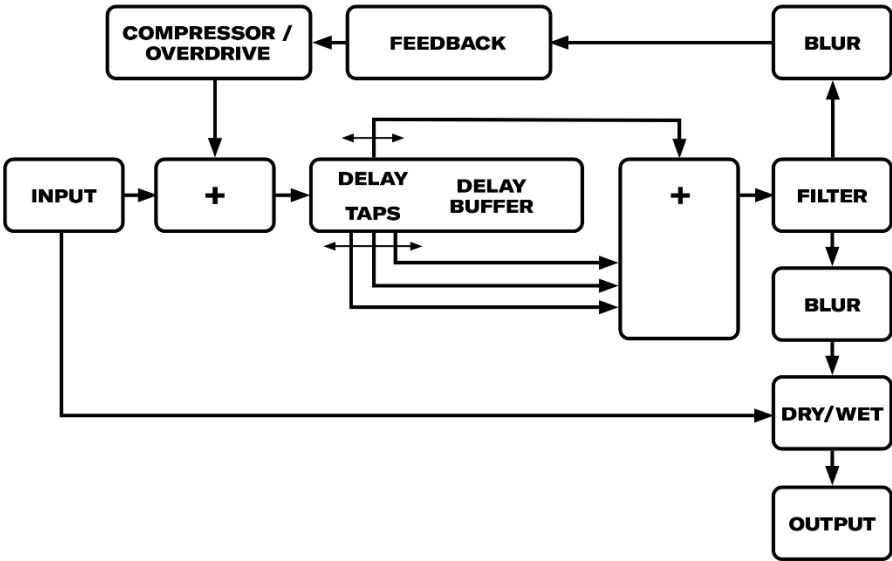 COMPRESSOR /
OVERDRIVE
FEEDBACK
BLUR
INPUT
+
DELAY
TAPS
DELAY
BUFFER
+
FILTER
BLUR
DRY/WET
OUTPUT